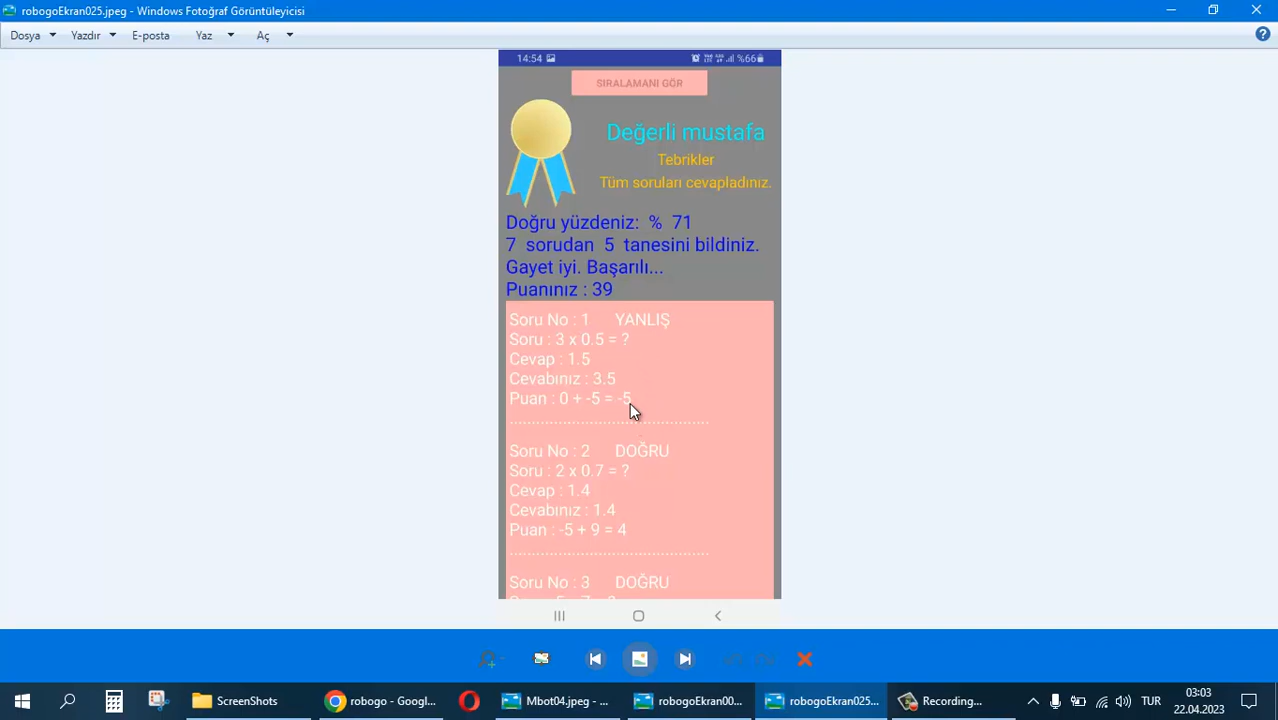 robogoEkran025.jpeg - Windows Fotoğraf Görüntüleyicisi
Dosya Yazdır E-posta Yaz Aç
14:54 %66
SIRALAMANI GÖR
Değerli mustafa
Tebrikler
Tüm soruları cevapladınız.
Doğru yüzdeniz: % 71
7 sorudan 5 tanesini bildiniz.
Gayet iyi. Başarılı...
Puanınız : 39
Soru No : 1 YANLIŞ
Soru : 3 x 0.5 = ?
Cevap : 1.5
Cevabınız : 3.5
Puan : 0 + -5 = -5
..........................................
Soru No : 2 DOĞRU
Soru : 2 x 0.7 = ?
Cevap : 1.4
Cevabınız : 1.4
Puan : -5 + 9 = 4
..........................................
Soru No : 3 DOĞRU
ScreenShots robogo - Googl... Mbot04.jpeg - ... robogoEkran00... robogoEkran025... Recording... TUR 03:03
22.04.2023